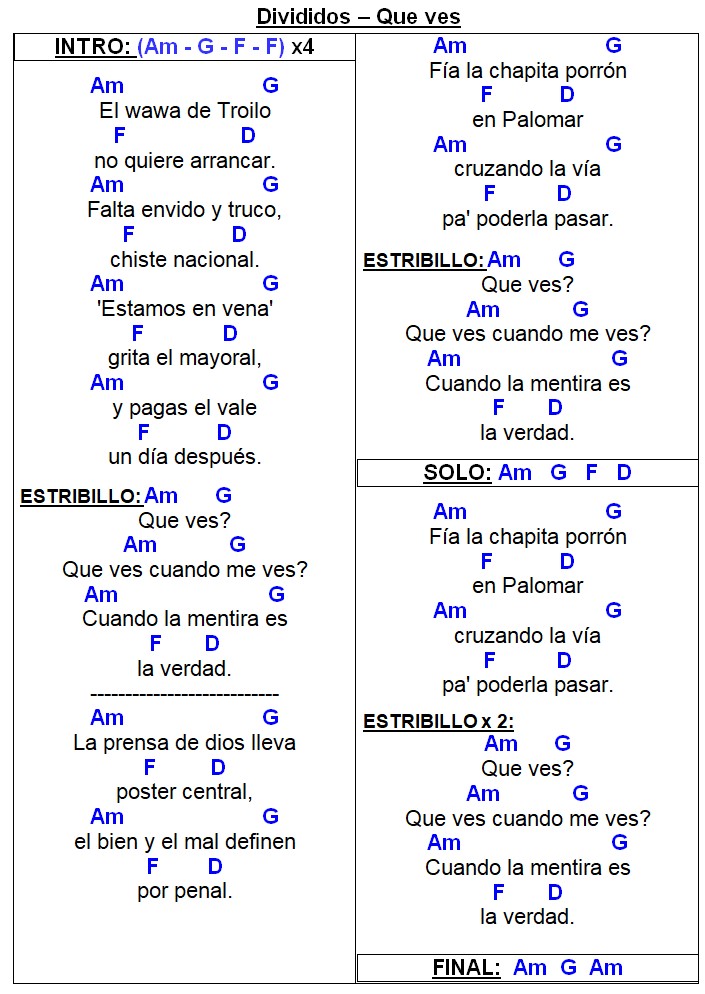 Divididos – Que ves
INTRO: (Am - G - F - F) x4
Am G
El wawa de Troilo
F D
no quiere arrancar.
Am G
Falta envido y truco,
F D
chiste nacional.
Am G
'Estamos en vena'
F D
grita el mayoral,
Am G
y pagas el vale
F D
un día después.
ESTRIBILLO: Am G
Que ves?
Am G
Que ves cuando me ves?
Am G
Cuando la mentira es
F D
la verdad.
---------------------------
Am G
La prensa de dios lleva
F D
poster central,
Am G
el bien y el mal definen
F D
por penal.
Am G
Fía la chapita porrón
F D
en Palomar
Am G
cruzando la vía
F D
pa' poderla pasar.
ESTRIBILLO: Am G
Que ves?
Am G
Que ves cuando me ves?
Am G
Cuando la mentira es
F D
la verdad.
SOLO: Am G F D
Am G
Fía la chapita porrón
F D
en Palomar
Am G
cruzando la vía
F D
pa' poderla pasar.
ESTRIBILLO x 2:
Am G
Que ves?
Am G
Que ves cuando me ves?
Am G
Cuando la mentira es
F D
la verdad.
FINAL: Am G Am